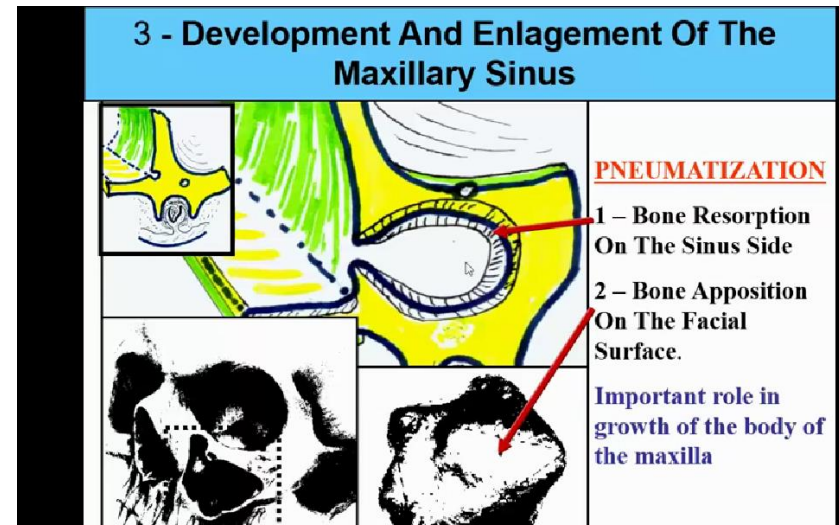 3 - Development And Enlagement Of The
Maxillary Sinus
PNEUMATIZATION
1 – Bone Resorption
On The Sinus Side
2 – Bone Apposition
On The Facial
Surface.
Important role in
growth of the body of
the maxilla